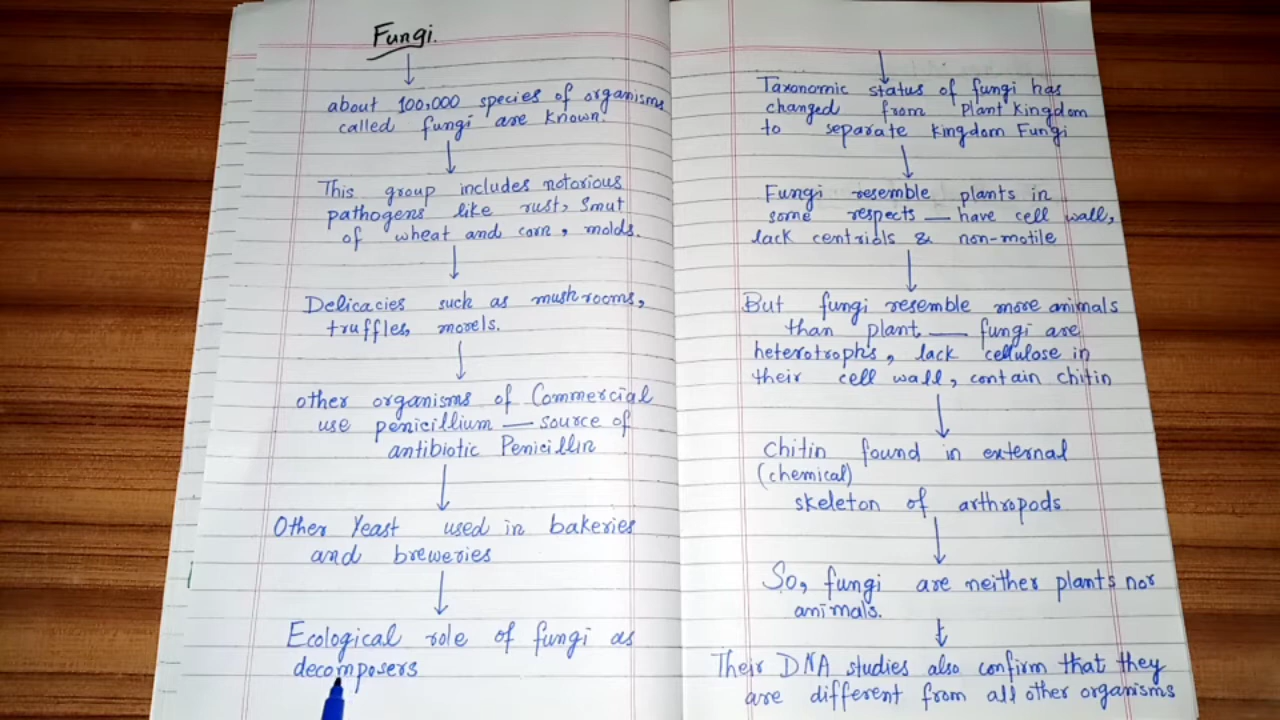 Fungi.
about 100,000 species of organisms
called fungi are known.
This group includes notorious
pathogens like rust, smut
of wheat and corn, molds.
Delicacies such as mushrooms,
truffles, morels.
other organisms of Commercial
use penicillium — source of
antibiotic Penicillin
Other Yeast used in bakeries
and breweries
Ecological role of fungi as
decomposers
Taxonomic status of fungi has
changed from Plant kingdom
to separate kingdom Fungi
Fungi resemble plants in
some respects — have cell wall,
lack centriols & non-motile
But fungi resemble more animals
than plant — fungi are
heterotrophs, lack cellulose in
their cell wall, contain chitin
Chitin found in external
(chemical)
skeleton of arthropods
So, fungi are neither plants nor
animals.
Their DNA studies also confirm that they
are different from all other organisms